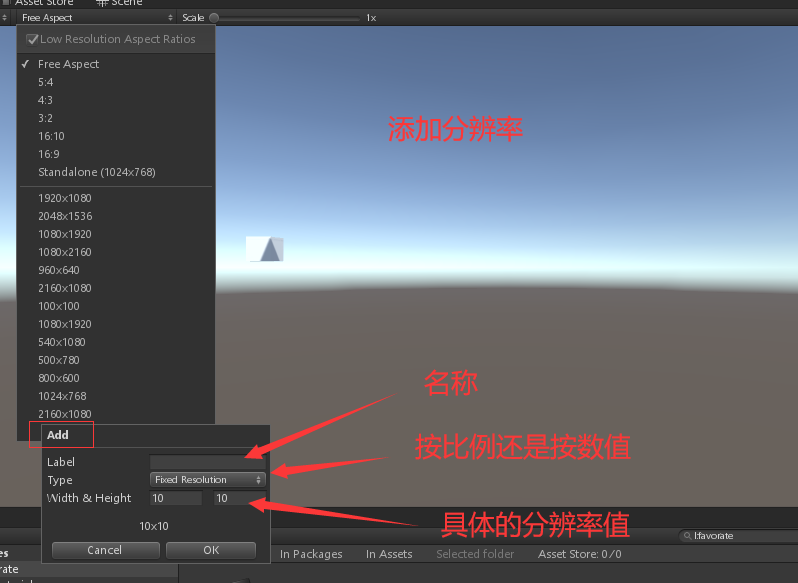 Asset Store
Scene
Free Aspect
Scale
1x
Low Resolution Aspect Ratios
Free Aspect
5:4
4:3
3:2
16:10
16:9
Standalone (1024x768)
添加分辨率
1920x1080
2048x1536
1080x1920
1080x2160
960x640
2160x1080
100x100
1080x1920
540x1080
500x780
800x600
1024x768
2160x1080
名称
Add
按比例还是按数值
Label
Type
Fixed Resolution
Width & Height
10
10
具体的分辨率值
10x10
l:favorate
Cancel
OK
In Packages
In Assets
Selected folder
Asset Store: 0/0